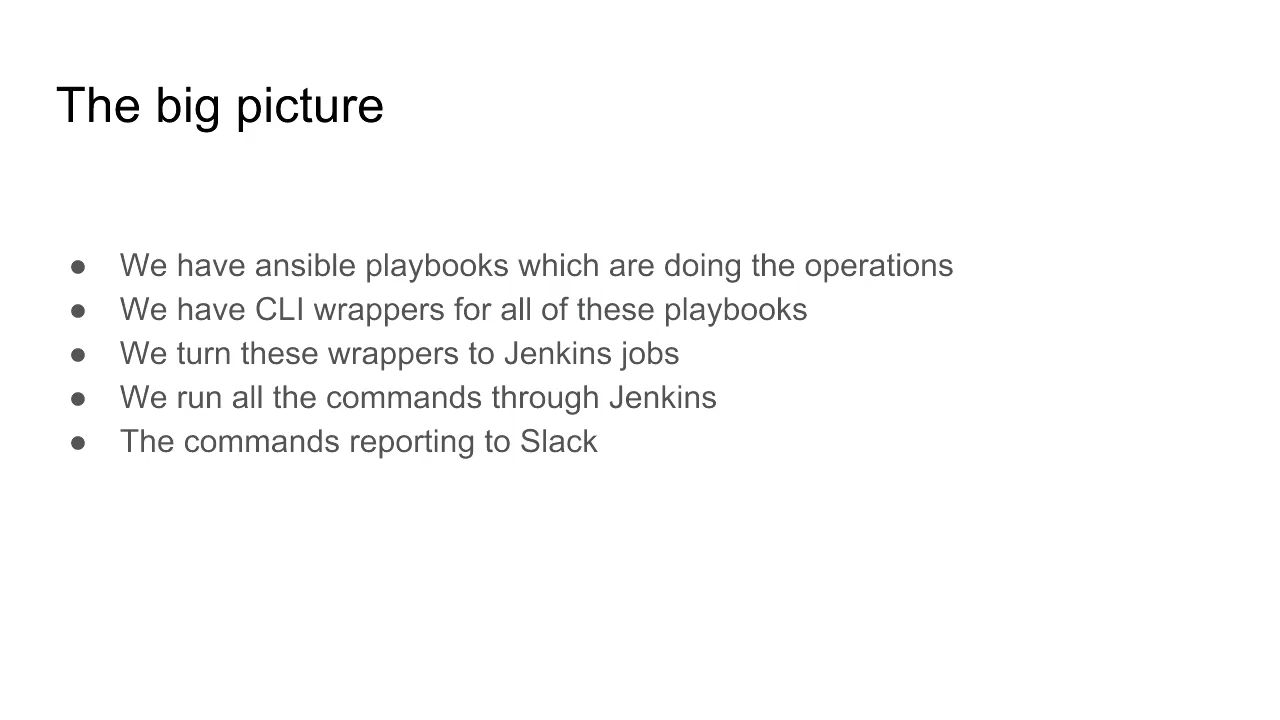 The big picture
● We have ansible playbooks which are doing the operations
● We have CLI wrappers for all of these playbooks
● We turn these wrappers to Jenkins jobs
● We run all the commands through Jenkins
● The commands reporting to Slack